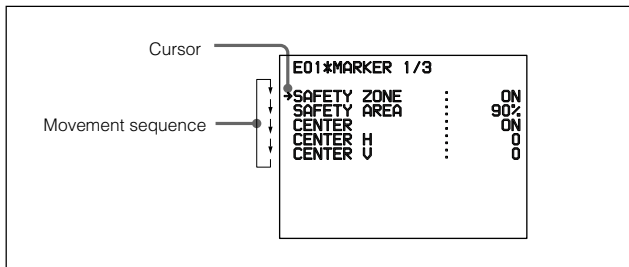 Cursor
Movement sequence
E01*MARKER 1/3
→SAFETY ZONE : ON
SAFETY AREA : 90%
CENTER : ON
CENTER H : 0
CENTER V : 0